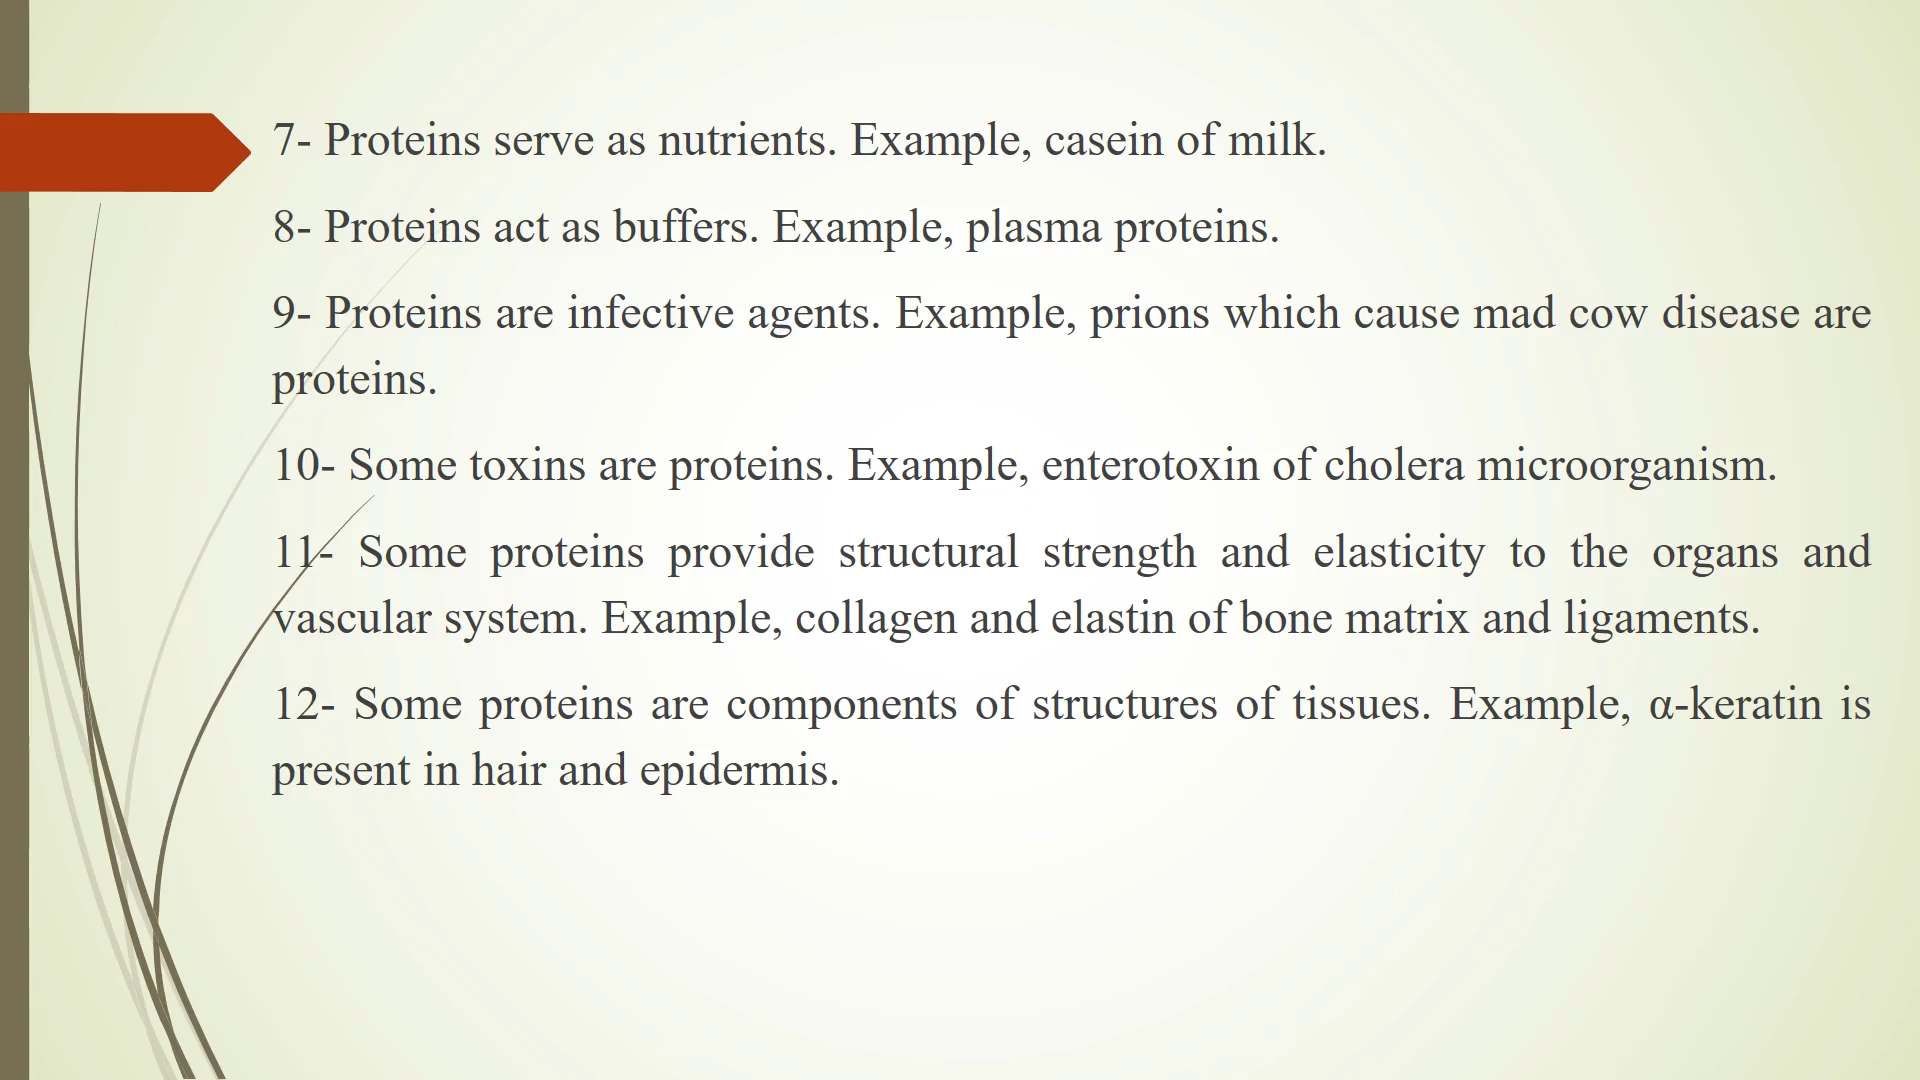 7- Proteins serve as nutrients. Example, casein of milk.
8- Proteins act as buffers. Example, plasma proteins.
9- Proteins are infective agents. Example, prions which cause mad cow disease are
proteins.
10- Some toxins are proteins. Example, enterotoxin of cholera microorganism.
11- Some proteins provide structural strength and elasticity to the organs and
vascular system. Example, collagen and elastin of bone matrix and ligaments.
12- Some proteins are components of structures of tissues. Example, α-keratin is
present in hair and epidermis.